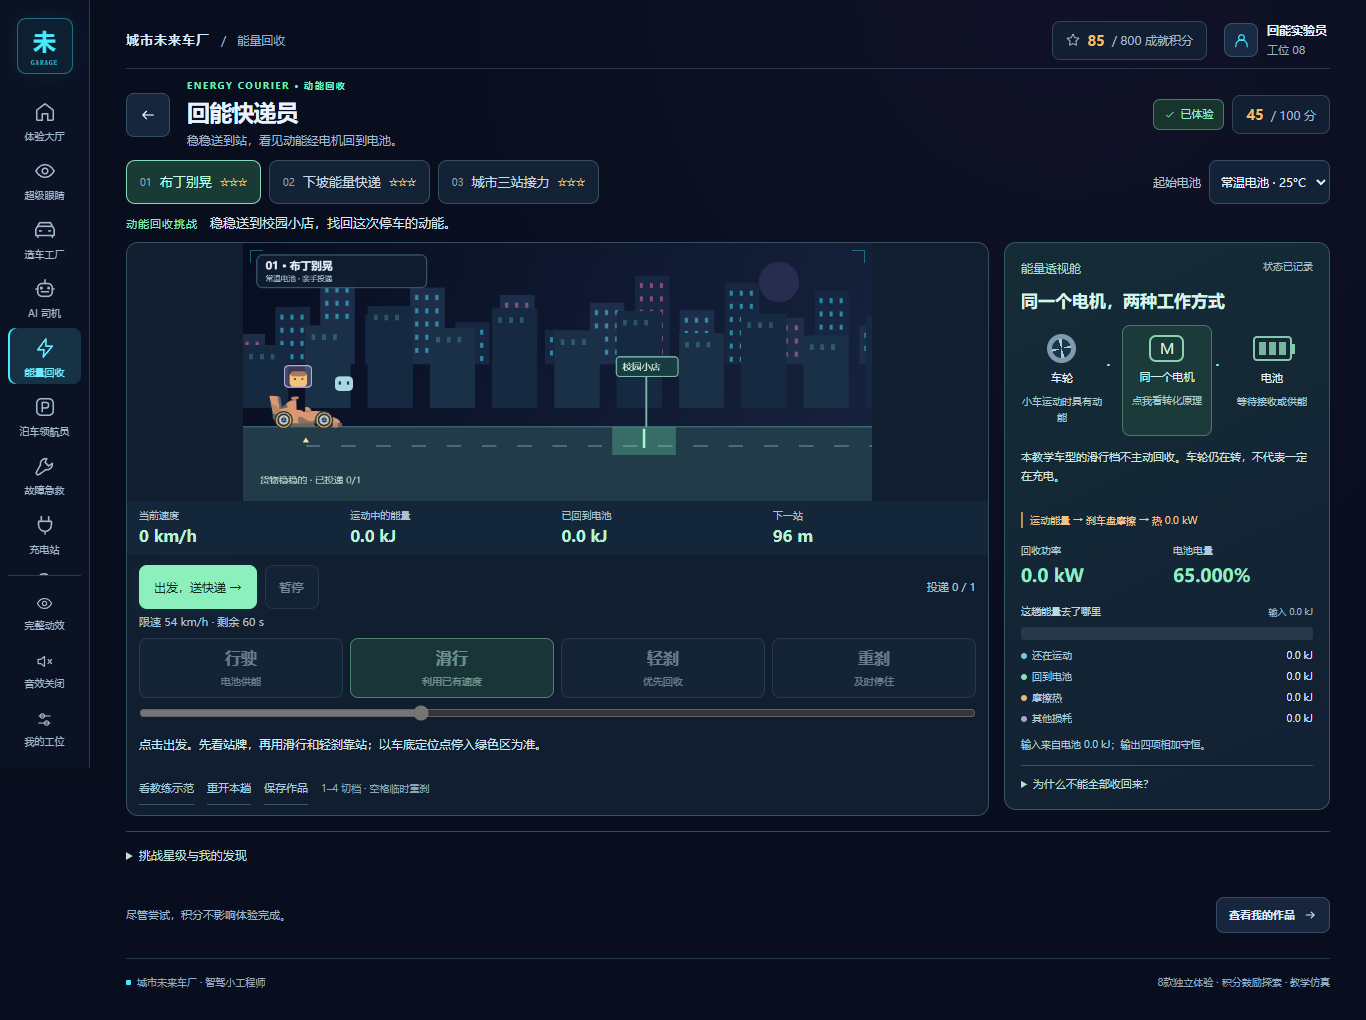 未
GARAGE
体验大厅
超级眼睛
造车工厂
AI 司机
能量回收
泊车领航员
故障急救
充电站
完整动效
音效关闭
我的工位
城市未来车厂 / 能量回收
85 / 800 成就积分
回能实验员
工位 08
ENERGY COURIER • 动能回收
回能快递员
稳稳送到站，看见动能经电机回到电池。
已体验
45 / 100 分
01 布丁别晃 ☆☆☆
02 下坡能量快递 ☆☆☆
03 城市三站接力 ☆☆☆
起始电池
常温电池 · 25°C
动能回收挑战 稳稳送到校园小店，找回这次停车的动能。
01 • 布丁别晃
常温电池 · 亲手投递
校园小店
货物稳稳的 · 已投递 0/1
当前速度
0 km/h
运动中的能量
0.0 kJ
已回到电池
0.0 kJ
下一站
96 m
出发，送快递 →
暂停
投递 0 / 1
限速 54 km/h · 剩余 60 s
行驶
电池供能
滑行
利用已有速度
轻刹
优先回收
重刹
及时停住
点击出发。先看站牌，再用滑行和轻刹靠站；以车底定位点停入绿色区为准。
看教练示范
重开本趟
保存作品
1–4 切档 · 空格临时重刹
能量透视舱
状态已记录
同一个电机，两种工作方式
车轮
小车运动时具有动能
M
同一个电机
点我看转化原理
电池
等待接收或供能
本教学车型的滑行档不主动回收。车轮仍在转，不代表一定
在充电。
运动能量 → 刹车盘摩擦 → 热 0.0 kW
回收功率
0.0 kW
电池电量
65.000%
这趟能量去了哪里
输入 0.0 kJ
还在运动 0.0 kJ
回到电池 0.0 kJ
摩擦热 0.0 kJ
其他损耗 0.0 kJ
输入来自电池 0.0 kJ；输出四项相加守恒。
为什么不能全部收回来？
挑战星级与我的发现
尽管尝试，积分不影响体验完成。
查看我的作品 →
城市未来车厂 · 智驾小工程师
8款独立体验 · 积分鼓励探索 · 教学仿真